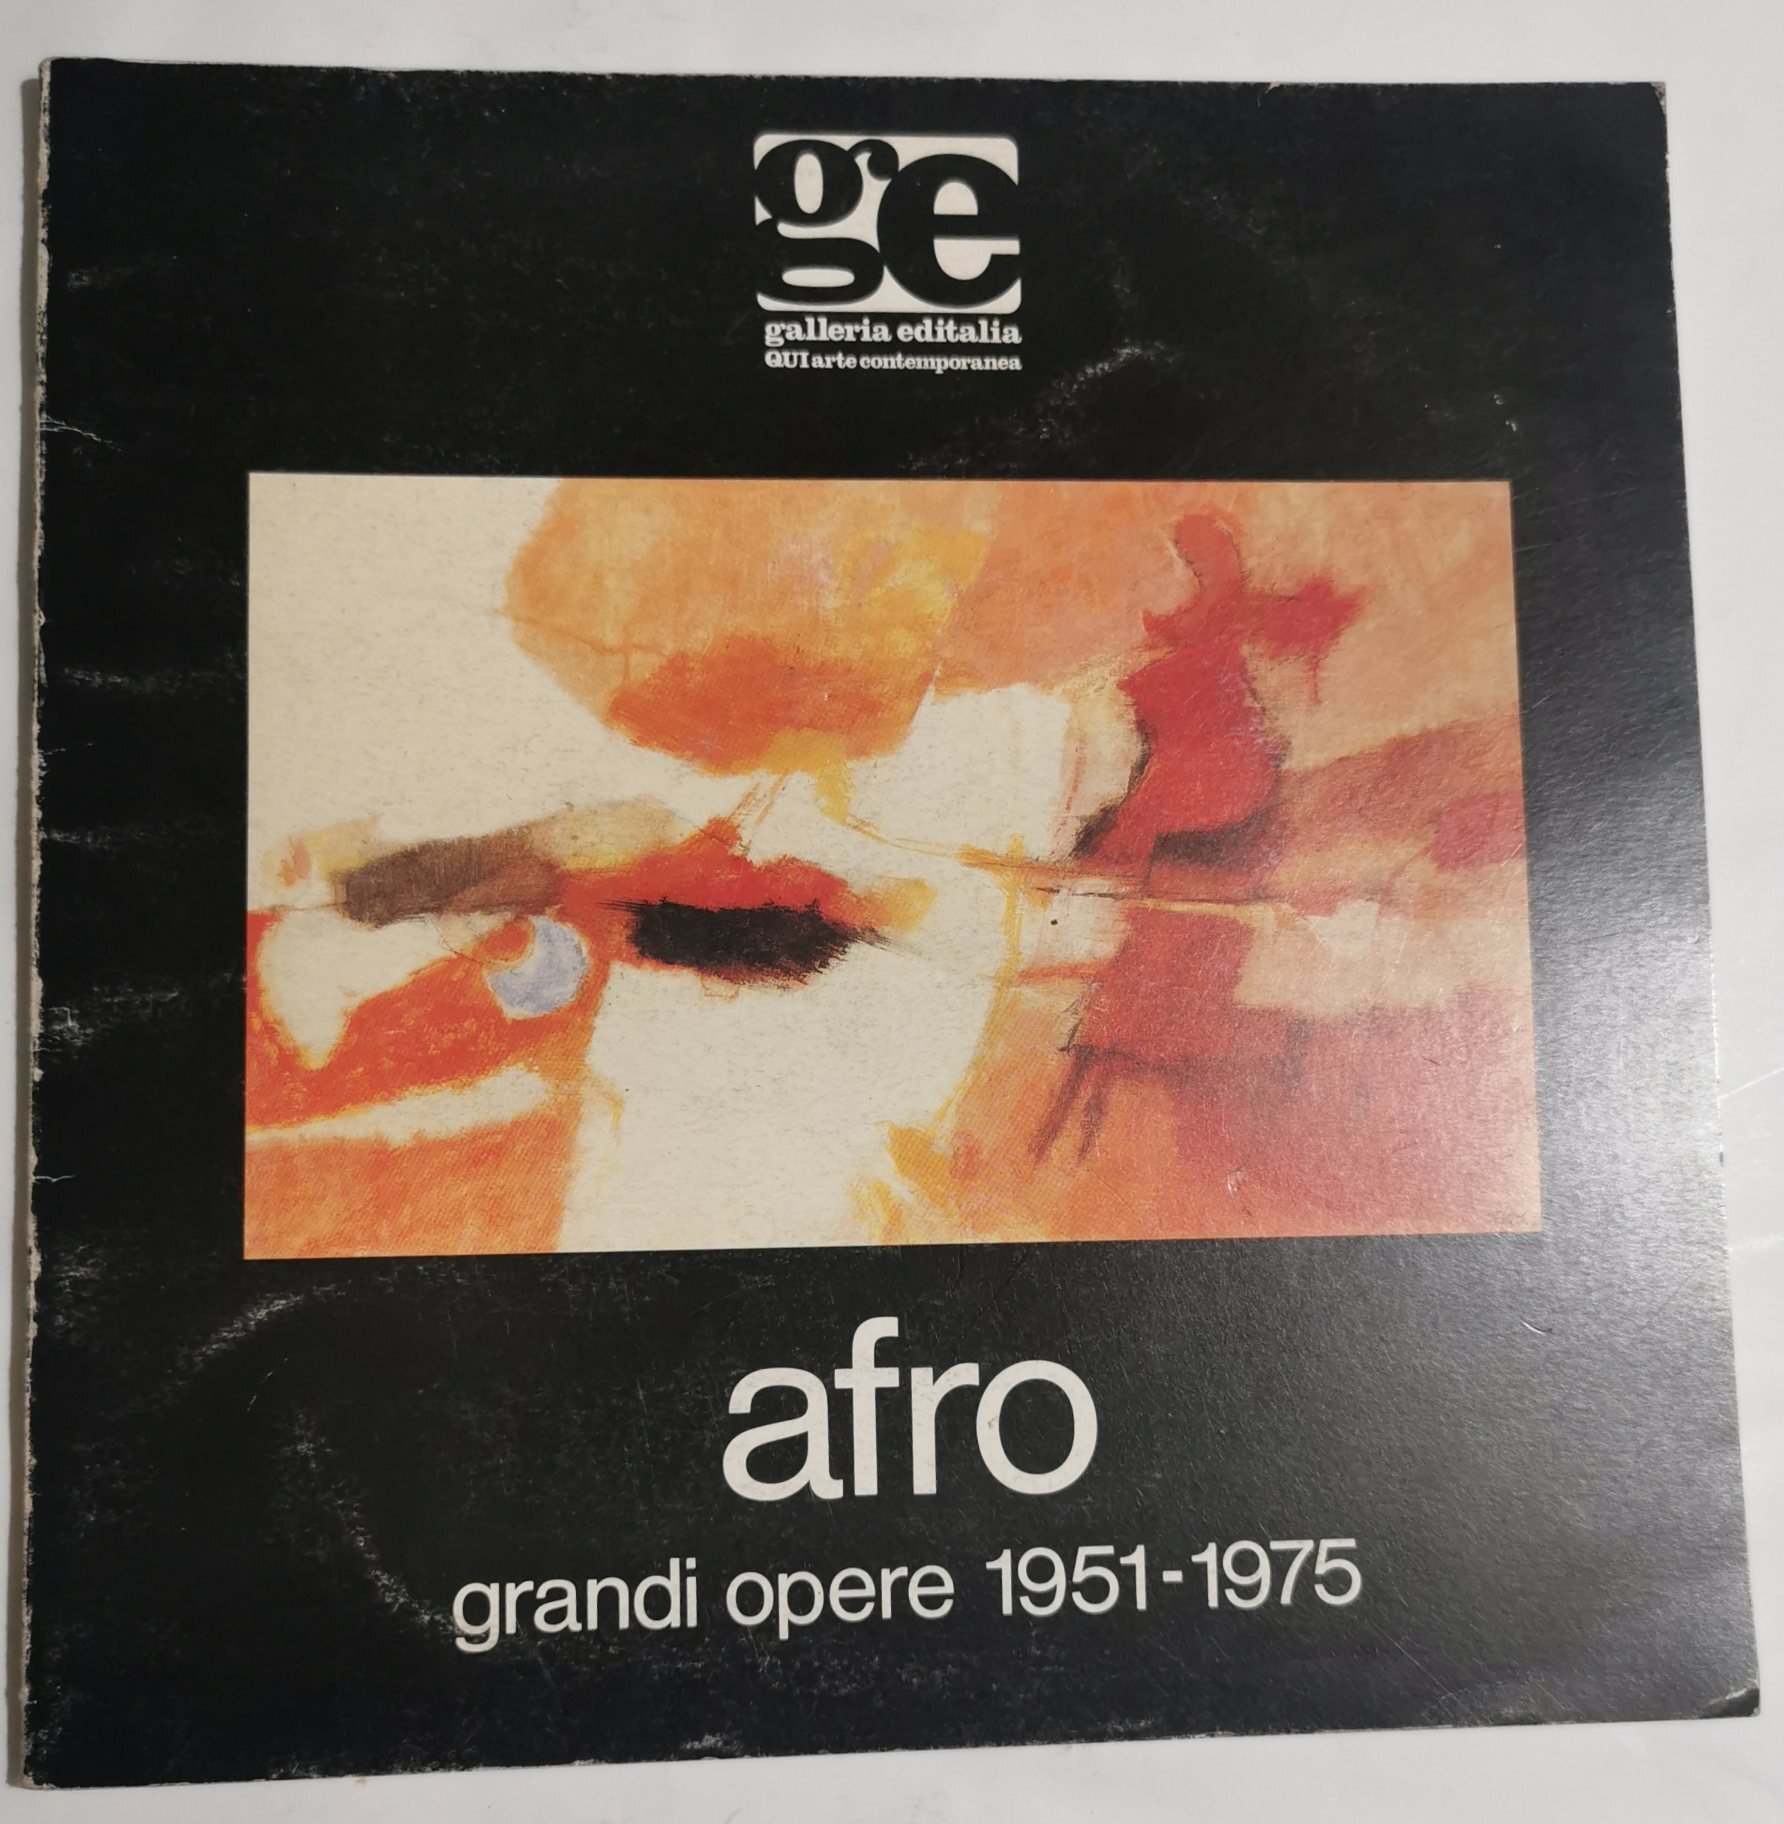 ge
galleria editalia
QUI arte contemporanea
afro
grandi opere 1951-1975